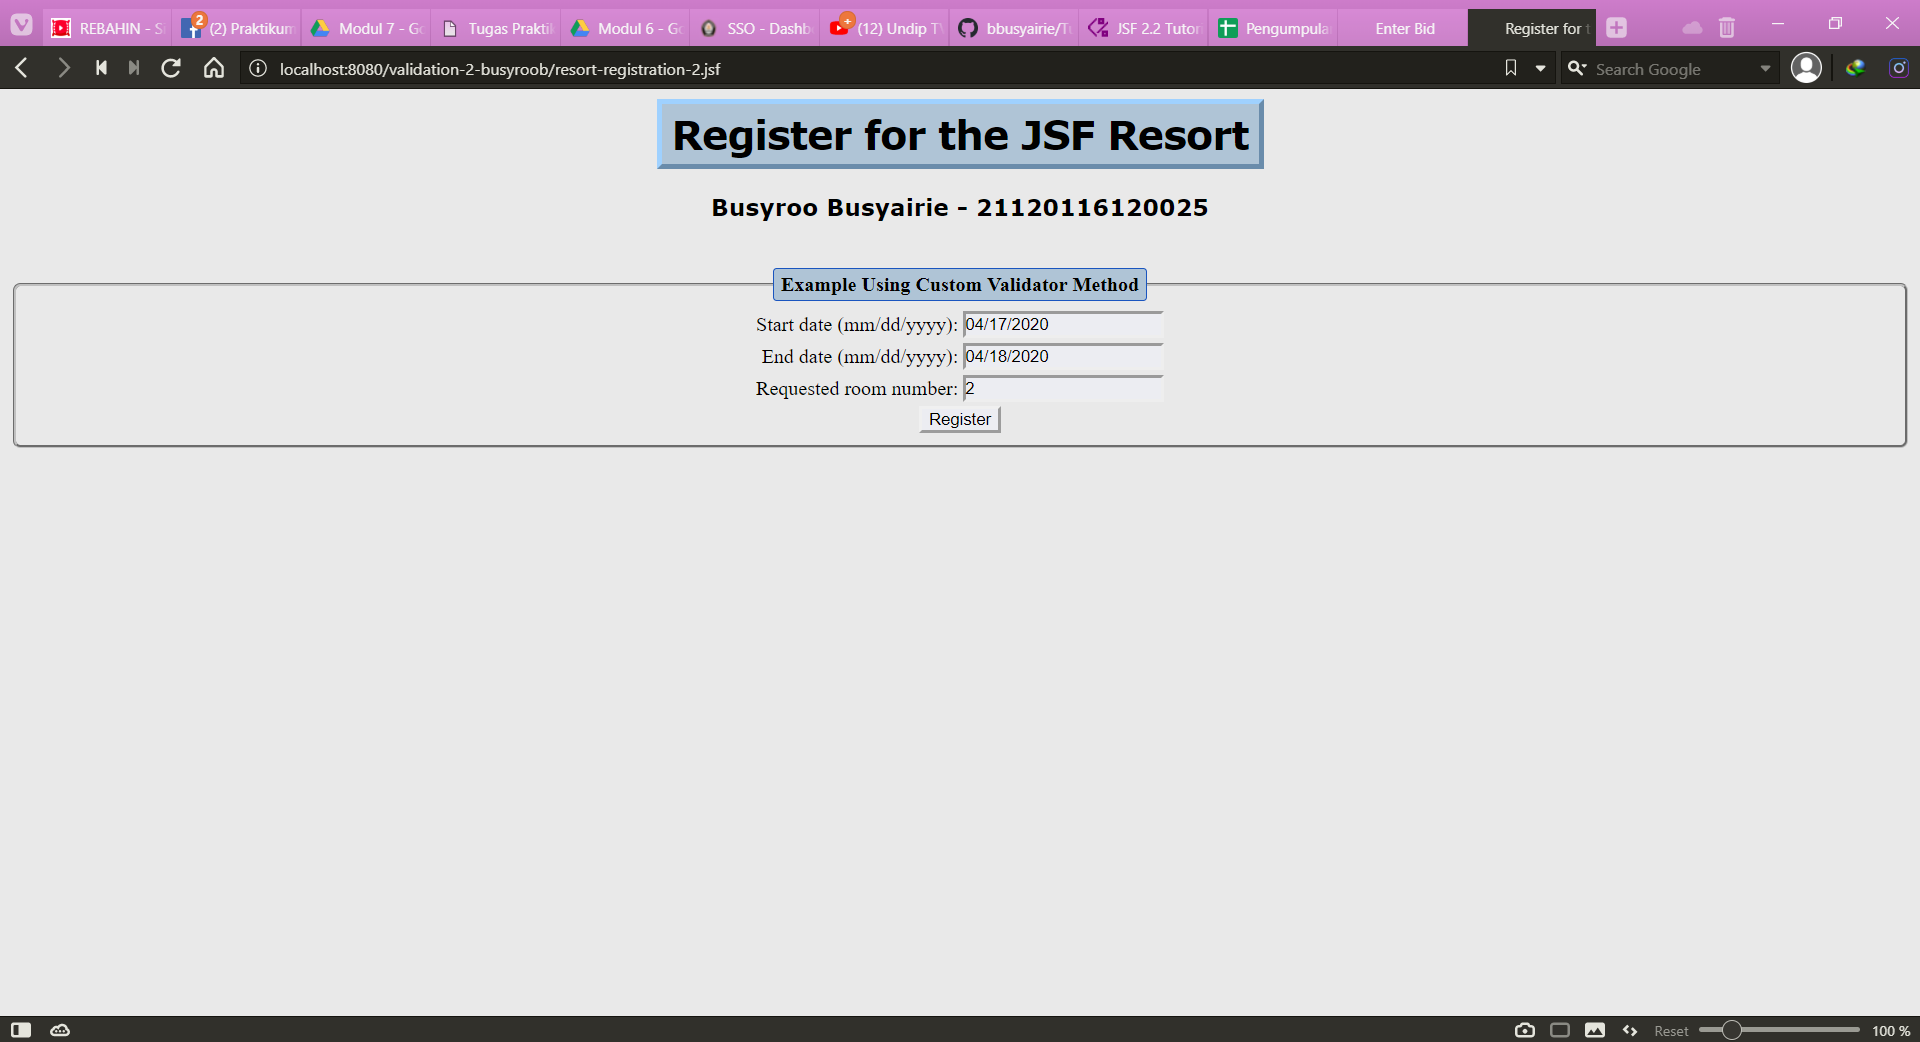 REBAHIN - S
2
(2) Praktikum
Modul 7 - Go
Tugas Prakti
Modul 6 - Go
SSO - Dashb
(12) Undip T
bbusyairie/T
JSF 2.2 Tutor
Pengumpula
Enter Bid
Register for t
localhost:8080/validation-2-busyroob/resort-registration-2.jsf
Search Google
Register for the JSF Resort
Busyroo Busyairie - 21120116120025
Example Using Custom Validator Method
Start date (mm/dd/yyyy): 04/17/2020
End date (mm/dd/yyyy): 04/18/2020
Requested room number: 2
Register
Reset
100 %